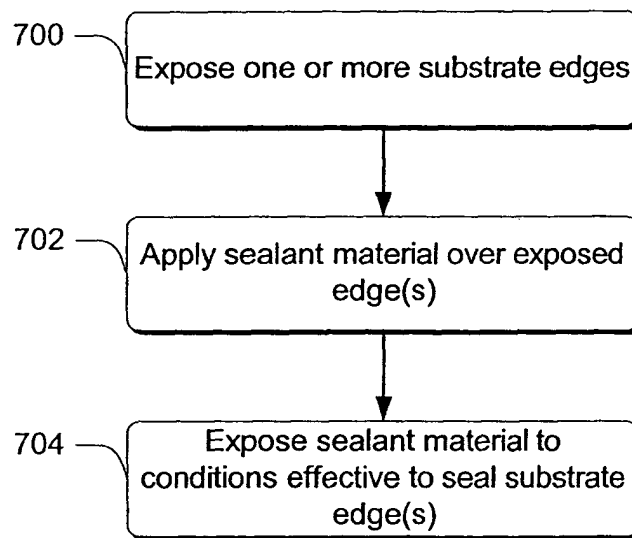 700
Expose one or more substrate edges
702
Apply sealant material over exposed
edge(s)
704
Expose sealant material to
conditions effective to seal substrate
edge(s)